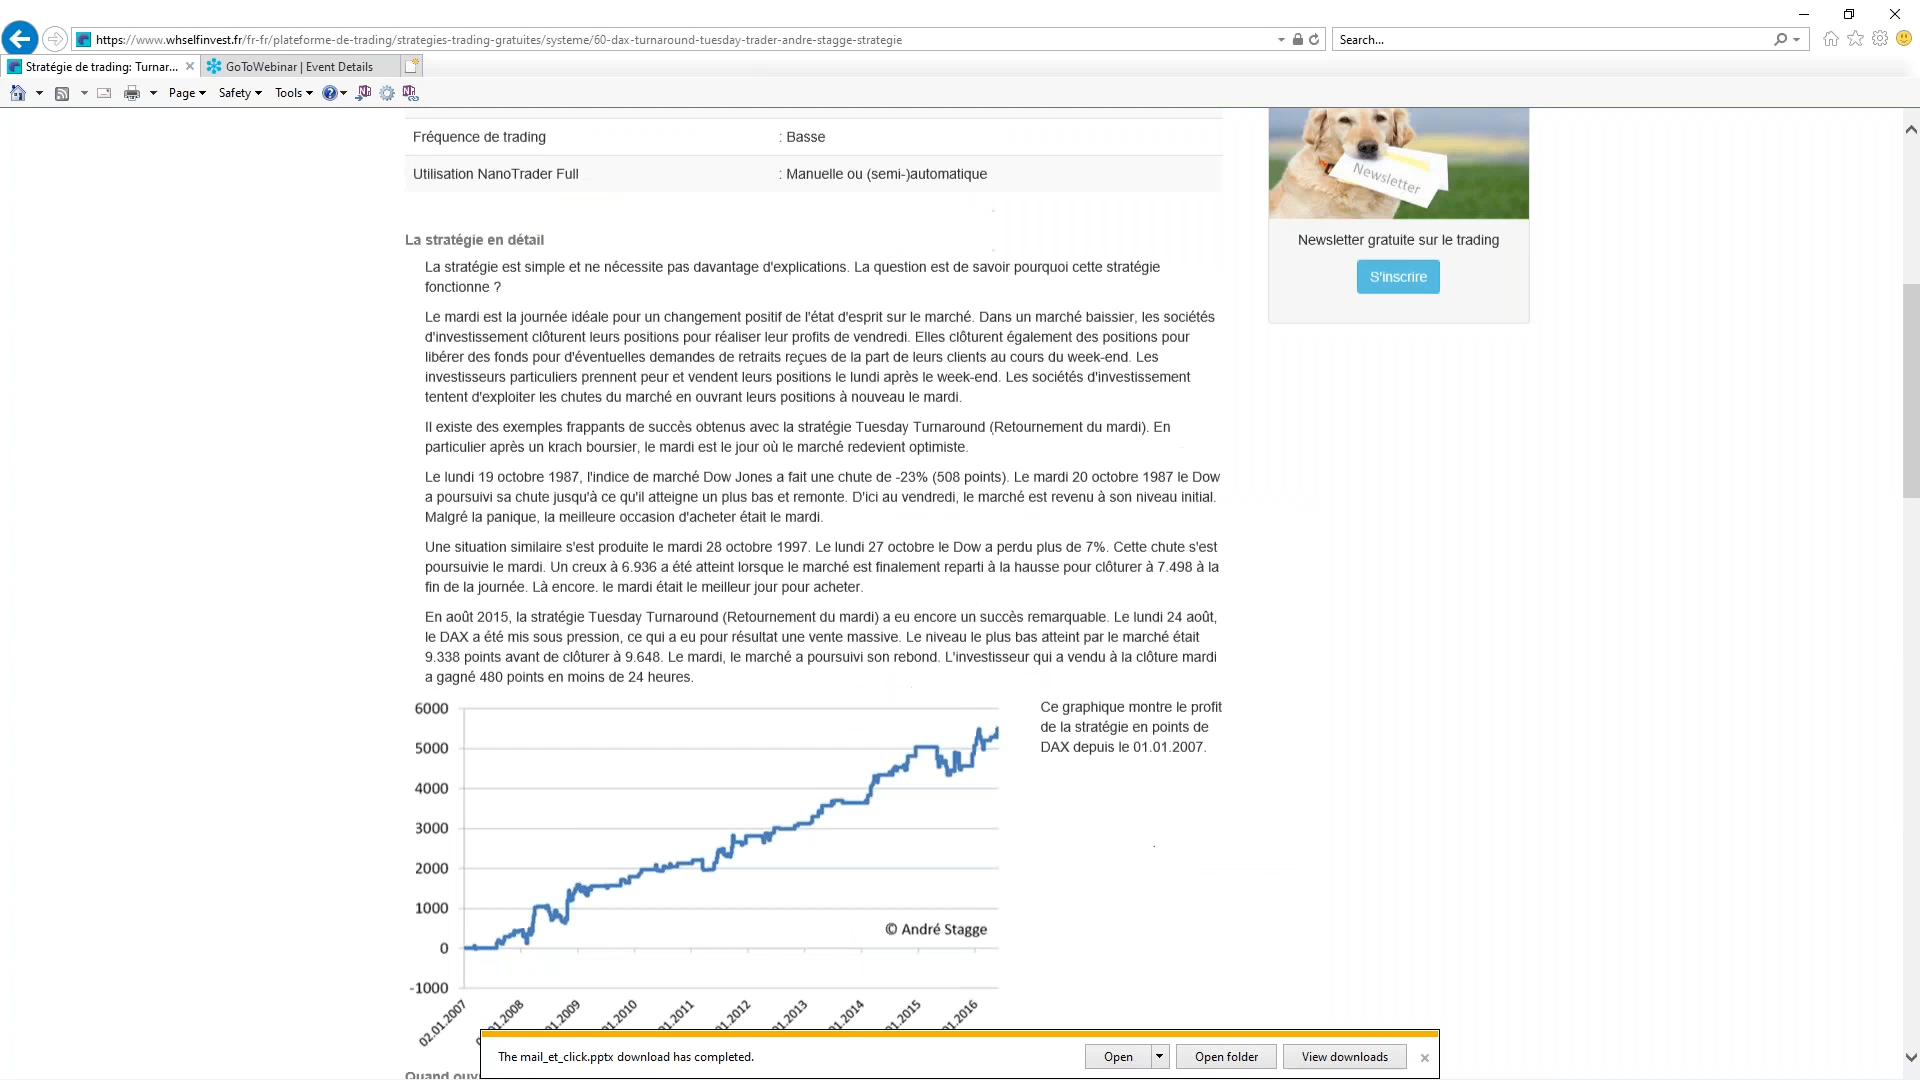 https://www.whselfinvest.fr/fr-fr/plateforme-de-trading/strategies-trading-gratuites/systeme/60-dax-turnaround-tuesday-trader-andre-stagge-strategie
Search...
Stratégie de trading: Turnar...
GoToWebinar | Event Details
Page
Safety
Tools
Fréquence de trading : Basse
Utilisation NanoTrader Full : Manuelle ou (semi-)automatique
Newsletter
Newsletter gratuite sur le trading
S'inscrire
La stratégie en détail
La stratégie est simple et ne nécessite pas davantage d'explications. La question est de savoir pourquoi cette stratégie
fonctionne ?
Le mardi est la journée idéale pour un changement positif de l'état d'esprit sur le marché. Dans un marché baissier, les sociétés
d'investissement clôturent leurs positions pour réaliser leur profits de vendredi. Elles clôturent également des positions pour
libérer des fonds pour d'éventuelles demandes de retraits reçues de la part de leurs clients au cours du week-end. Les
investisseurs particuliers prennent peur et vendent leurs positions le lundi après le week-end. Les sociétés d'investissement
tentent d'exploiter les chutes du marché en ouvrant leurs positions à nouveau le mardi.
Il existe des exemples frappants de succès obtenus avec la stratégie Tuesday Turnaround (Retournement du mardi). En
particulier après un krach boursier, le mardi est le jour où le marché redevient optimiste.
Le lundi 19 octobre 1987, l'indice de marché Dow Jones a fait une chute de -23% (508 points). Le mardi 20 octobre 1987 le Dow
a poursuivi sa chute jusqu'à ce qu'il atteigne un plus bas et remonte. D'ici au vendredi, le marché est revenu à son niveau initial.
Malgré la panique, la meilleure occasion d'acheter était le mardi.
Une situation similaire s'est produite le mardi 28 octobre 1997. Le lundi 27 octobre le Dow a perdu plus de 7%. Cette chute s'est
poursuivie le mardi. Un creux à 6.936 a été atteint lorsque le marché est finalement reparti à la hausse pour clôturer à 7.498 à la
fin de la journée. Là encore. le mardi était le meilleur jour pour acheter.
En août 2015, la stratégie Tuesday Turnaround (Retournement du mardi) a eu encore un succès remarquable. Le lundi 24 août,
le DAX a été mis sous pression, ce qui a eu pour résultat une vente massive. Le niveau le plus bas atteint par le marché était
9.338 points avant de clôturer à 9.648. Le mardi, le marché a poursuivi son rebond. L'investisseur qui a vendu à la clôture mardi
a gagné 480 points en moins de 24 heures.
6000
5000
4000
3000
2000
1000
0
-1000
© André Stagge
02.01.2007
.01.2008
.01.2009
.01.2010
.01.2011
.01.2012
.01.2013
.01.2014
.01.2015
.01.2016
Ce graphique montre le profit
de la stratégie en points de
DAX depuis le 01.01.2007.
The mail_et_click.pptx download has completed.
Open
Open folder
View downloads
Quand ouv